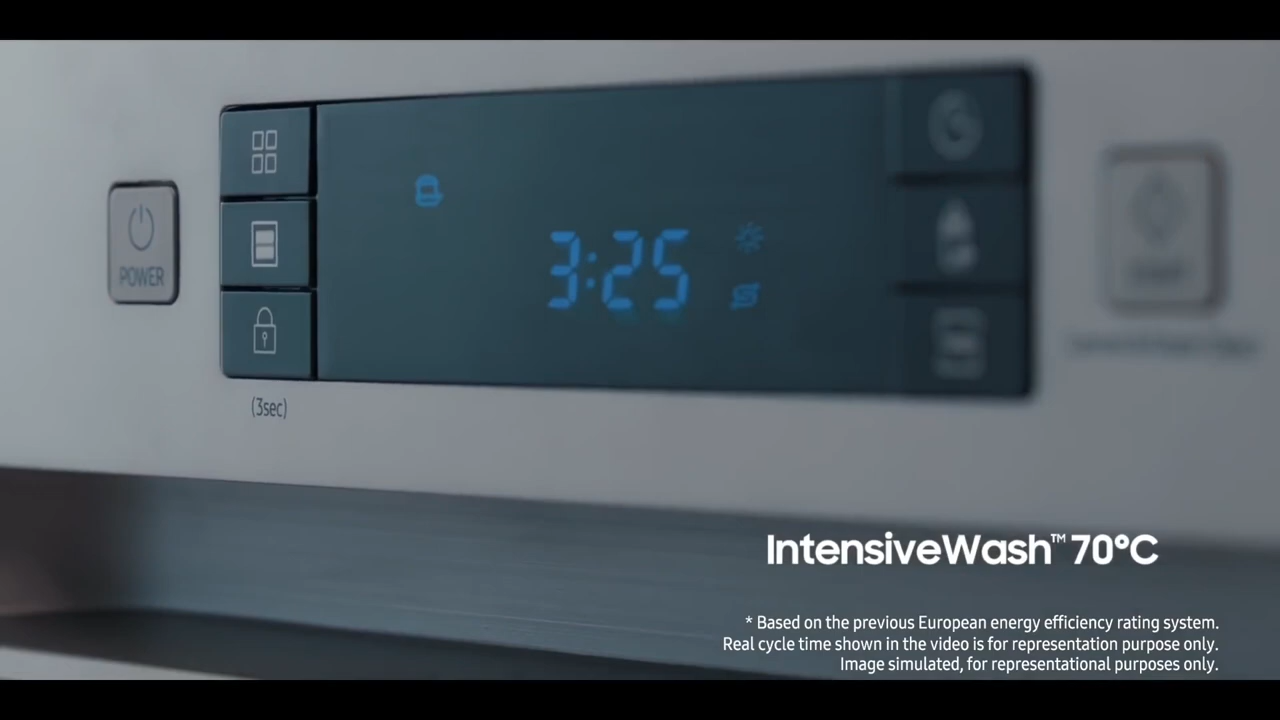 POWER
3:25
(3sec)
IntensiveWash™ 70°C
* Based on the previous European energy efficiency rating system.
Real cycle time shown in the video is for representation purpose only.
Image simulated, for representational purposes only.